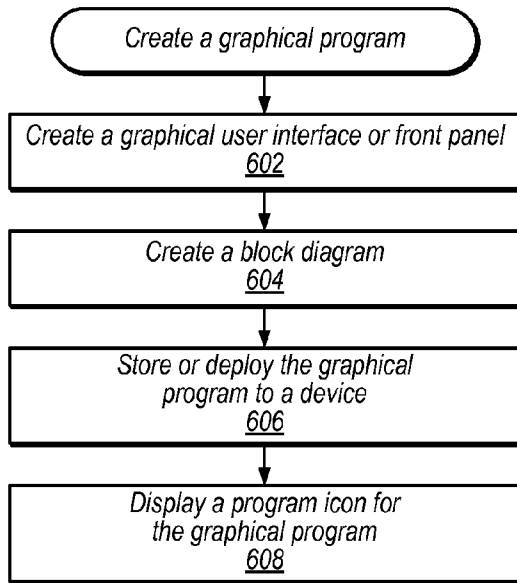 Create a graphical program
Create a graphical user interface or front panel
602
Create a block diagram
604
Store or deploy the graphical
program to a device
606
Display a program icon for
the graphical program
608